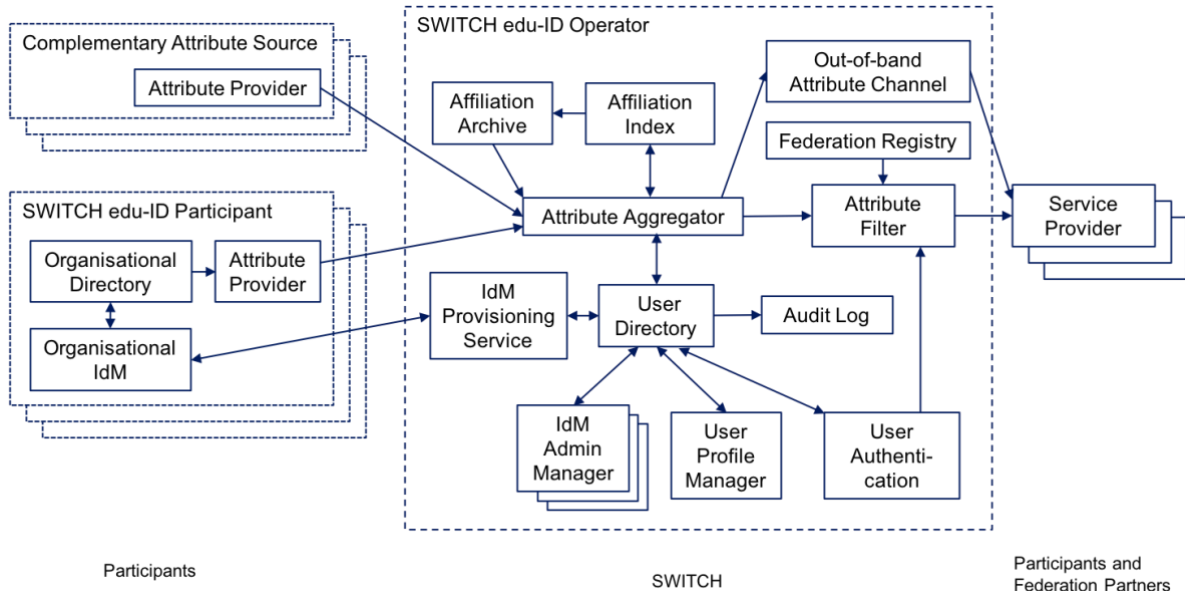 Complementary Attribute Source
Attribute Provider
SWITCH edu-ID Participant
Organisational
Directory
Attribute
Provider
Organisational
IdM
SWITCH edu-ID Operator
Affiliation
Archive
Affiliation
Index
Out-of-band
Attribute Channel
Federation Registry
Attribute Aggregator
Attribute
Filter
Service
Provider
IdM
Provisioning
Service
User
Directory
Audit Log
IdM
Admin
Manager
User
Profile
Manager
User
Authenti-
cation
Participants
SWITCH
Participants and
Federation Partners